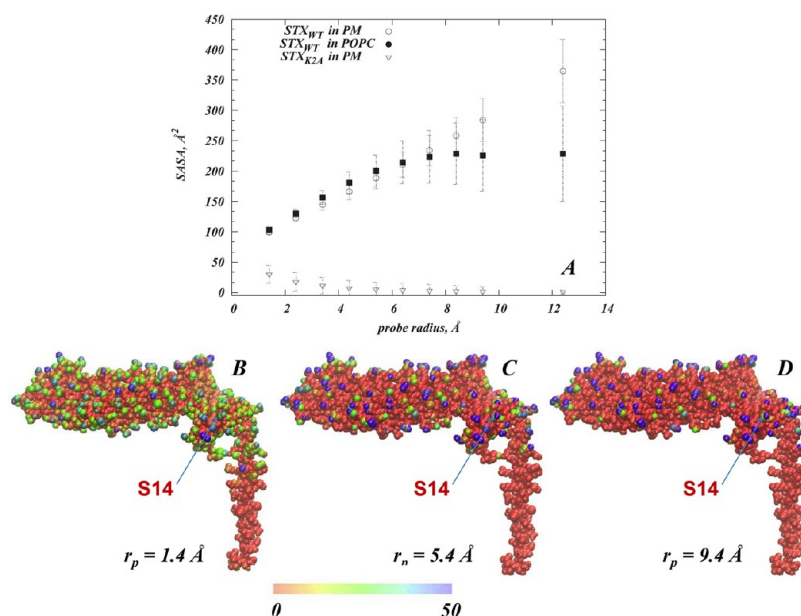 450
400
350
300
250
200
150
100
50
0
SASA, Å²
STX_WT in PM
STX_WT in POPC
STX_K2A in PM
A
0 2 4 6 8 10 12 14
probe radius, Å
B
C
D
S14
S14
S14
r_p = 1.4 Å
r_n = 5.4 Å
r_p = 9.4 Å
0 50